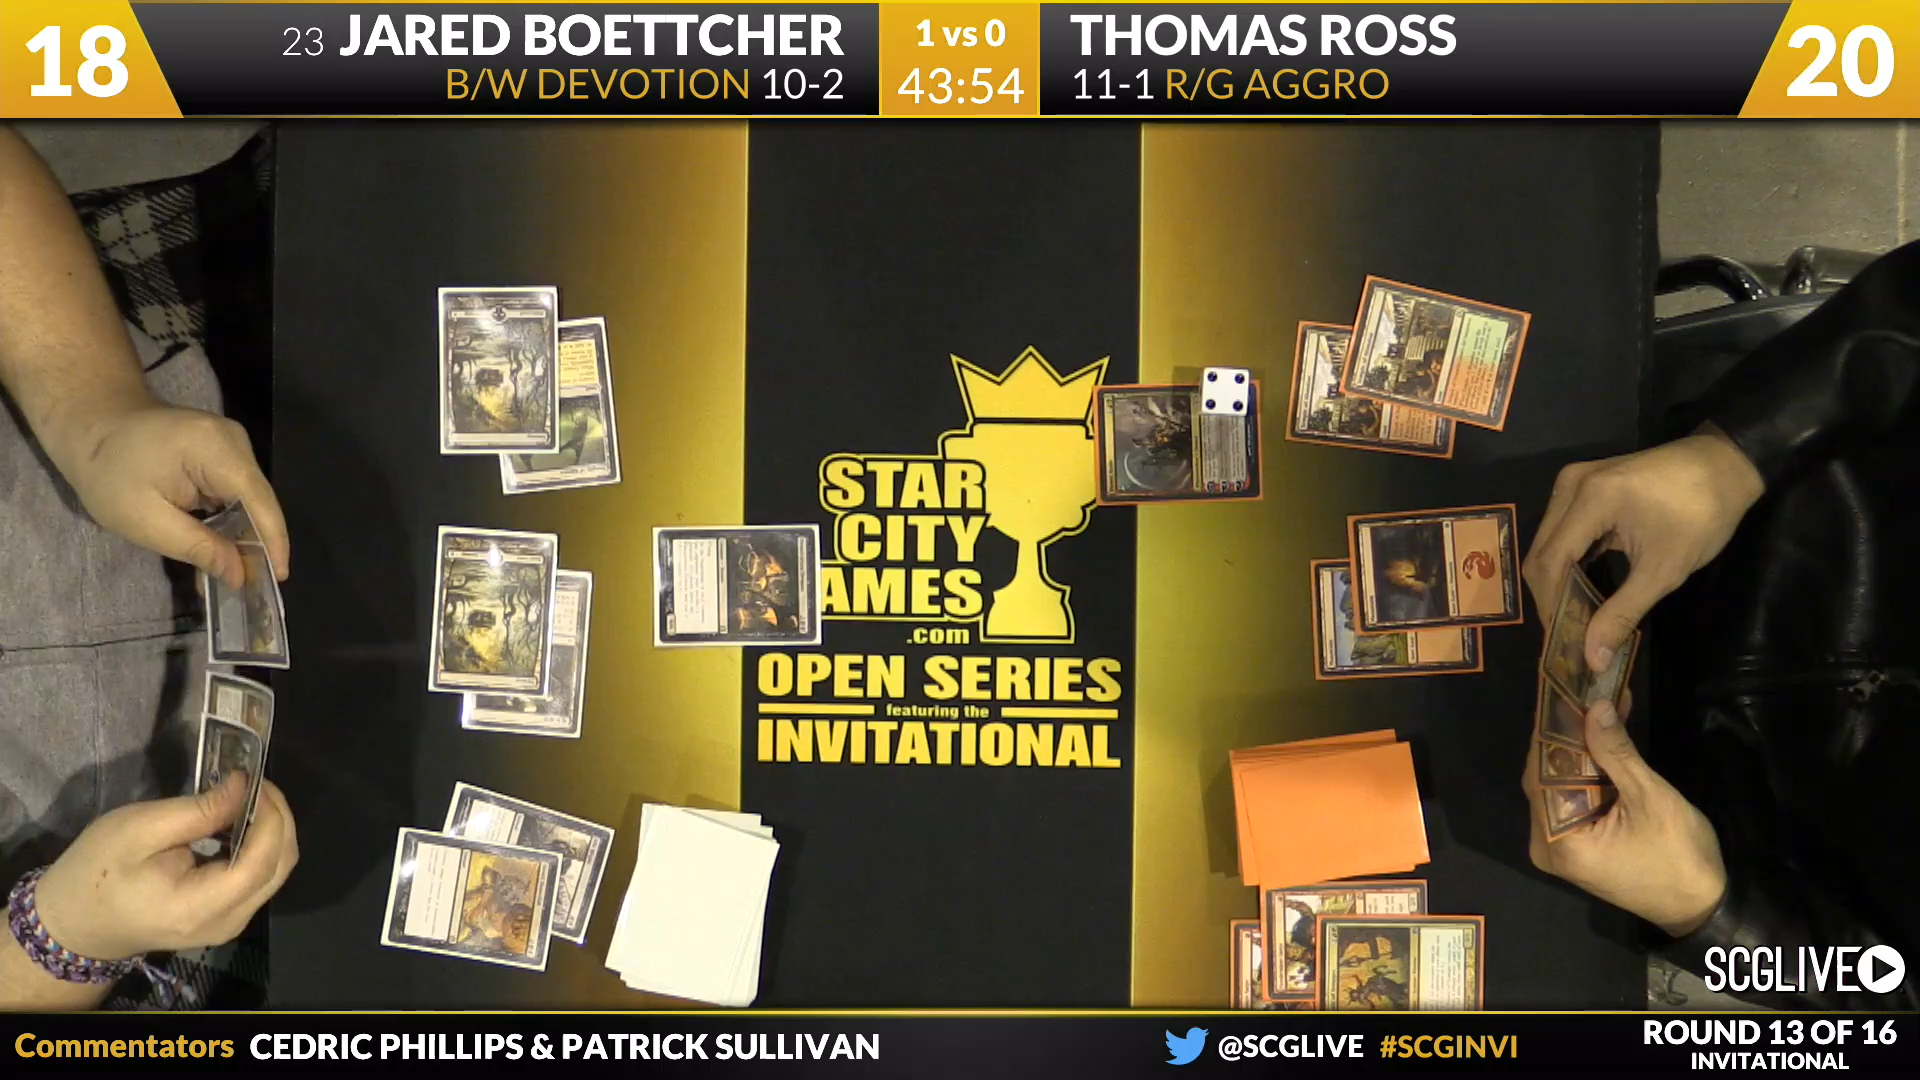 18
23 JARED BOETTCHER
B/W DEVOTION 10-2
1 vs 0
43:54
THOMAS ROSS
11-1 R/G AGGRO
20
STAR
CITY
AMES
.com
OPEN SERIES
featuring the
INVITATIONAL
SCGLIVE
Commentators CEDRIC PHILLIPS & PATRICK SULLIVAN
@SCGLIVE #SCGINVI
ROUND 13 OF 16
INVITATIONAL